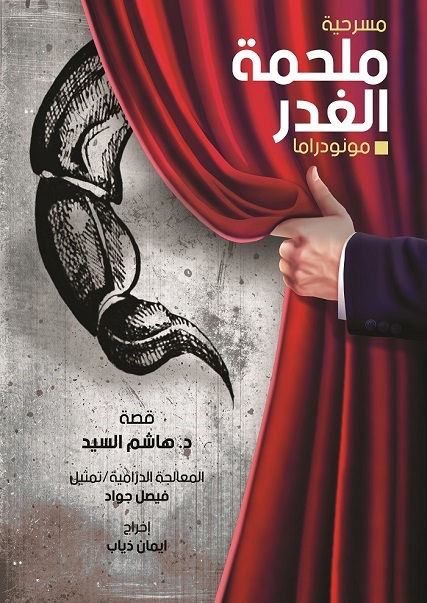 مسرحية
ملحمة
الغدر
مونودراما
قصة
د. هاشم السيد
المعالجة الدرامية/تمثيل
فيصل جواد
إخراج
ايمان ذياب